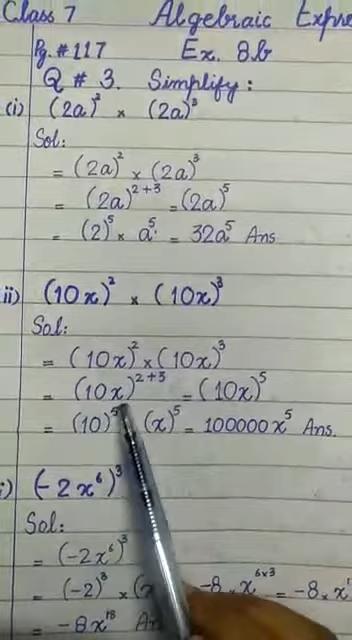 Class 7 Algebraic Expre
Pg. #117 Ex. 8.b
Q # 3. Simplify:
(i) (2a)² × (2a)³
Sol:
= (2a)² × (2a)³
= (2a)²⁺³ = (2a)⁵
= (2)⁵ × a⁵ = 32a⁵ Ans
ii) (10x)² × (10x)³
Sol:
= (10x)² × (10x)³
= (10x)²⁺³ = (10x)⁵
= (10)⁵ (x)⁵ = 100000x⁵ Ans.
i) (-2x⁶)³
Sol:
= (-2x⁶)³
= (-2)³ × (x -8 × x⁶ˣ³ = -8 × x
= -8x¹⁸ An